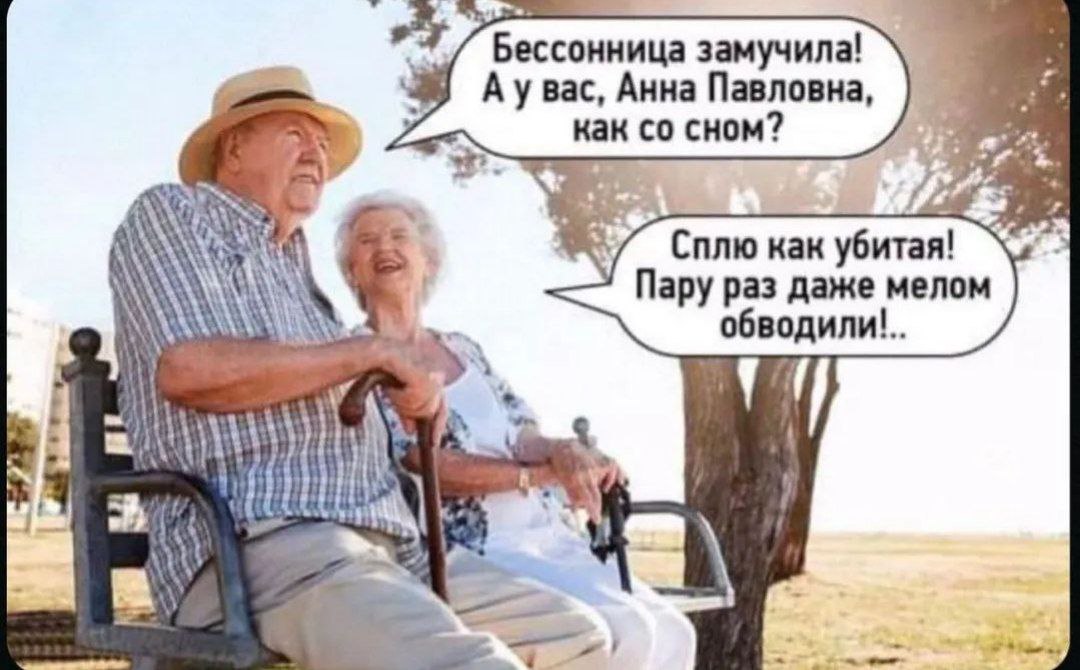 Бессонница замучила!
А у вас, Анна Павловна,
как со сном?
Сплю как убитая!
Пару раз даже мелом
обводили!..